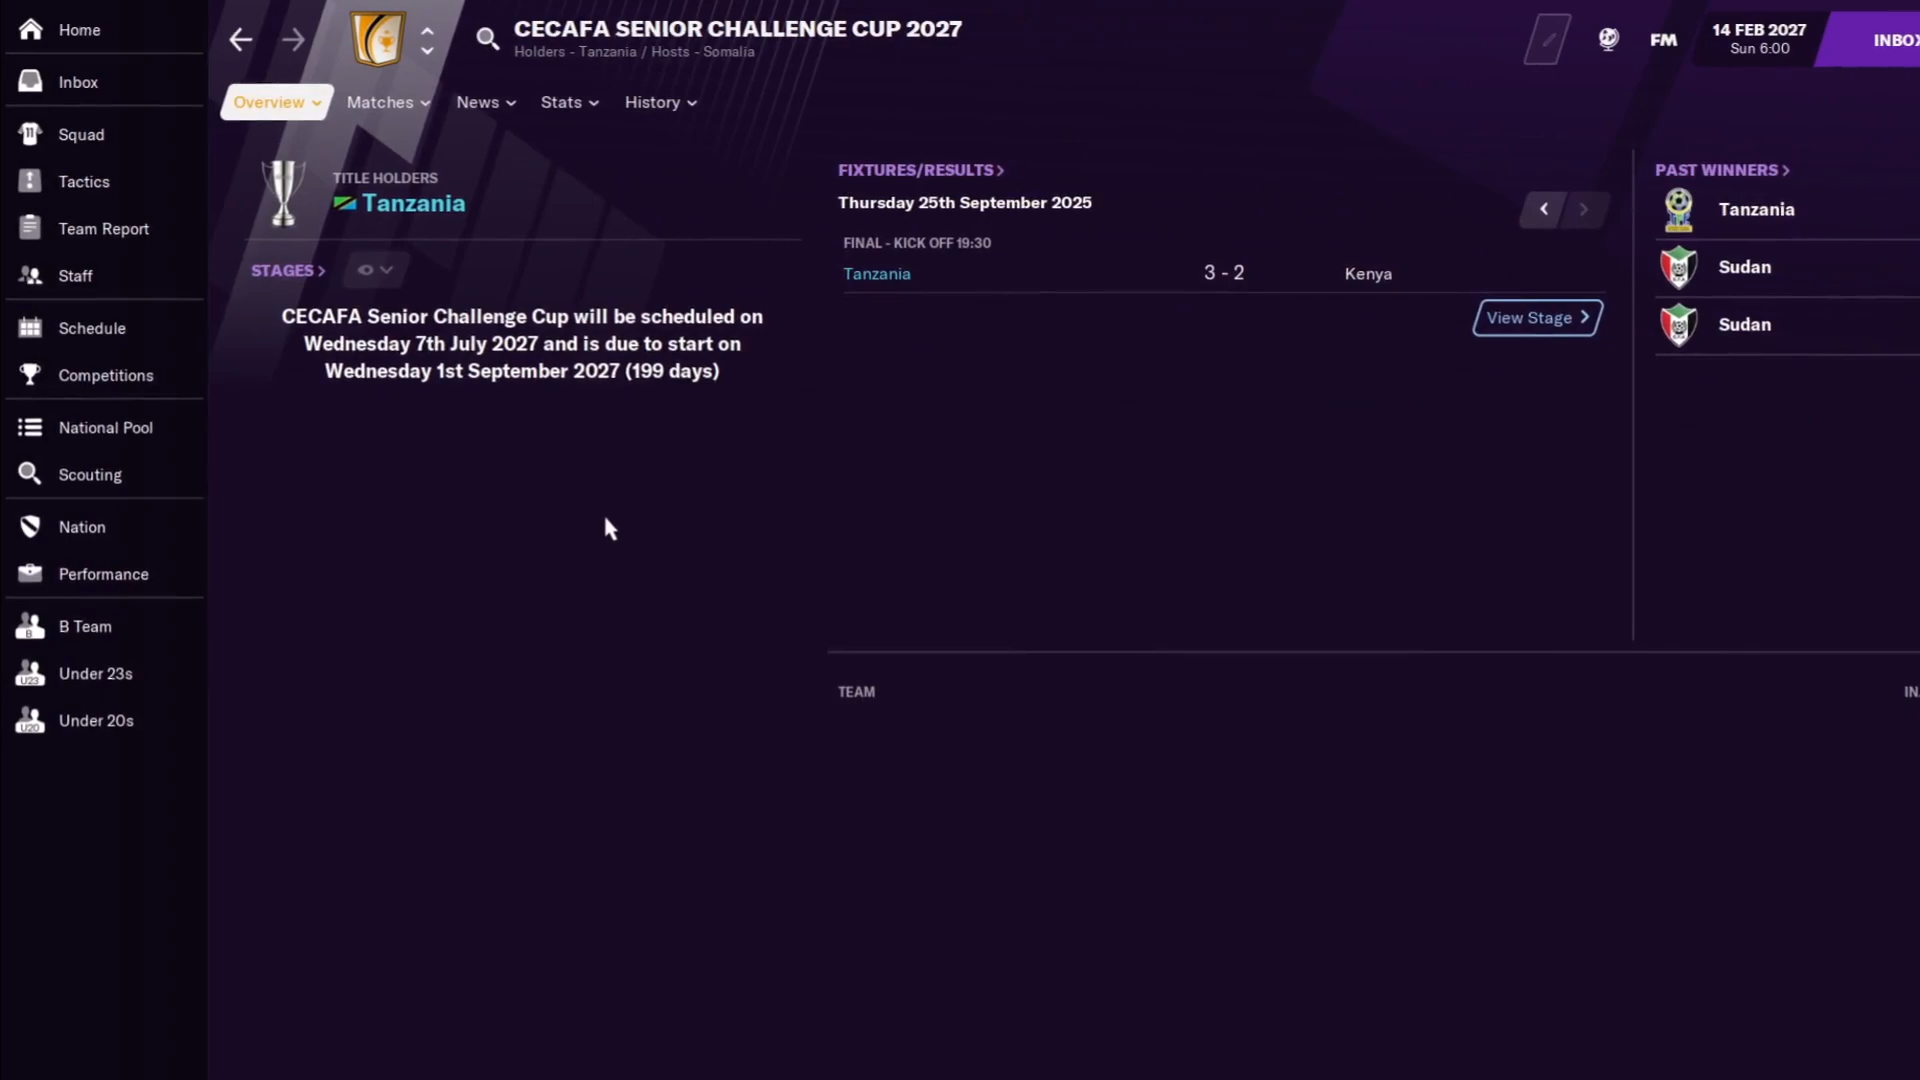 Home
Inbox
Squad
Tactics
Team Report
Staff
Schedule
Competitions
National Pool
Scouting
Nation
Performance
B Team
Under 23s
Under 20s
CECAFA SENIOR CHALLENGE CUP 2027
Holders - Tanzania / Hosts - Somalia
FM
14 FEB 2027
Sun 6:00
INBOX
Overview
Matches
News
Stats
History
TITLE HOLDERS
Tanzania
STAGES
CECAFA Senior Challenge Cup will be scheduled on
Wednesday 7th July 2027 and is due to start on
Wednesday 1st September 2027 (199 days)
FIXTURES/RESULTS
Thursday 25th September 2025
FINAL - KICK OFF 19:30
Tanzania 3 - 2 Kenya
View Stage
PAST WINNERS
Tanzania
Sudan
Sudan
TEAM